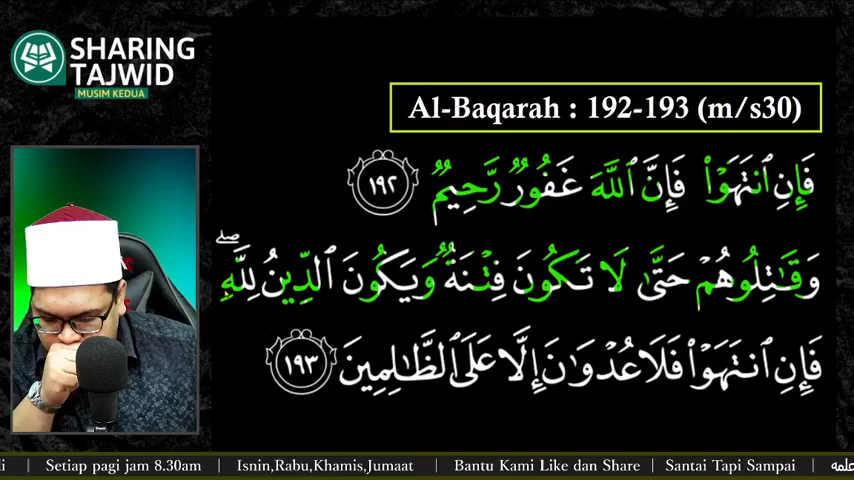 SHARING
TAJWID
MUSIM KEDUA
Al-Baqarah : 192-193 (m/s30)
فَإِنِ ٱنتَهَوۡاْ فَإِنَّ ٱللَّهَ غَفُورٌ رَّحِيمٌ ١٩٢
وَقَٰتِلُوهُمۡ حَتَّىٰ لَا تَكُونَ فِتۡنَةٌ وَيَكُونَ ٱلدِّينُ لِلَّهِۖ
فَإِنِ ٱنتَهَوۡاْ فَلَا عُدۡوَٰنَ إِلَّا عَلَى ٱلظَّٰلِمِينَ ١٩٣
| Setiap pagi jam 8.30am | Isnin,Rabu,Khamis,Jumaat | Bantu Kami Like dan Share | Santai Tapi Sampai |